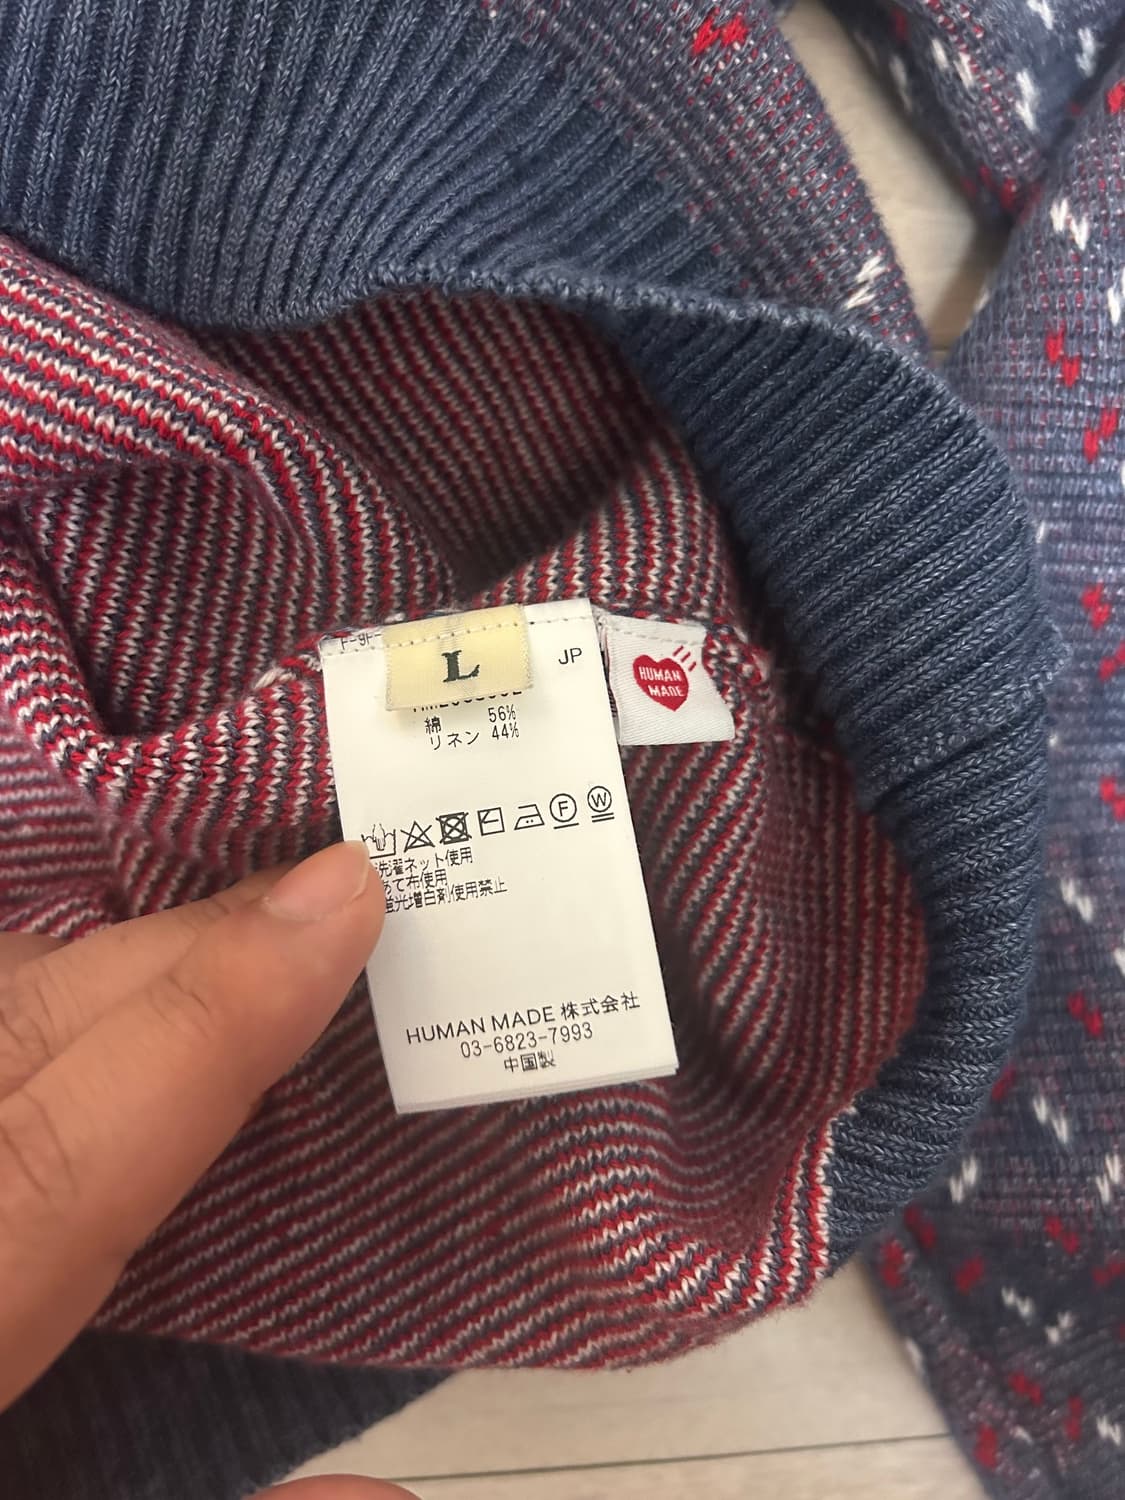 L
JP
HUMAN
MADE
綿 56%
リネン 44%
F
W
洗濯ネット使用
あて布使用
蛍光増白剤使用禁止
HUMAN MADE 株式会社
03-6823-7993
中国製